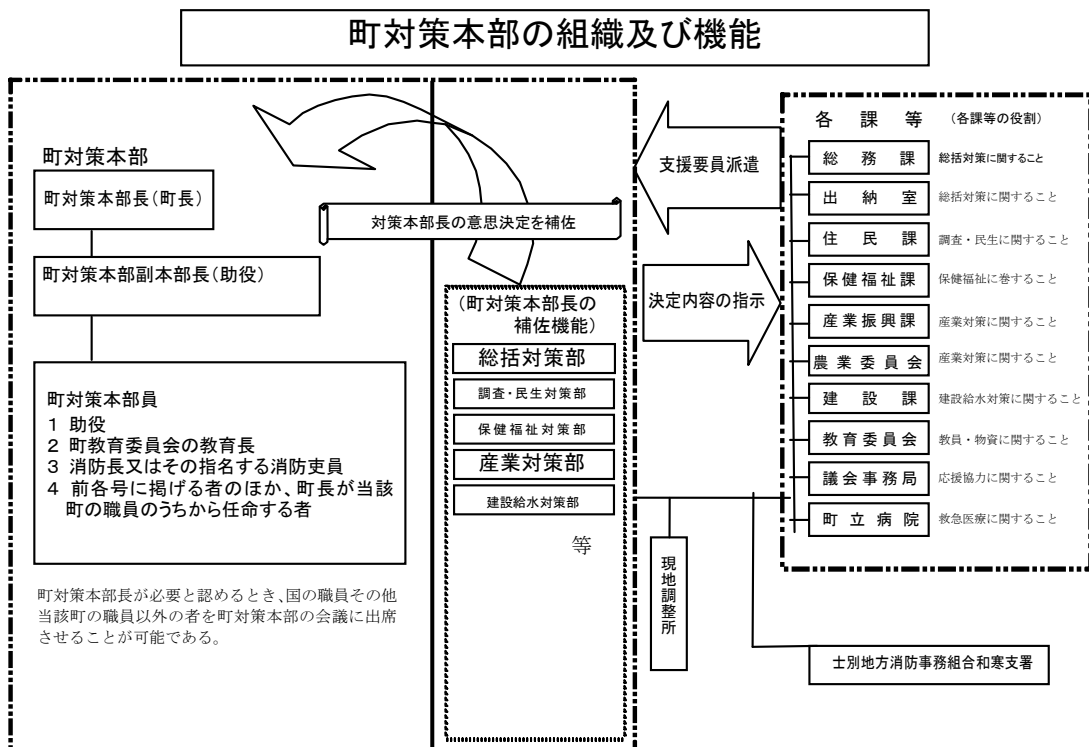 町対策本部の組織及び機能
町対策本部
町対策本部長（町長）
町対策本部副本部長（助役）
町対策本部員
1 助役
2 町教育委員会の教育長
3 消防長又はその指名する消防吏員
4 前各号に掲げる者のほか、町長が当該
町の職員のうちから任命する者
町対策本部長が必要と認めるとき、国の職員その他
当該町の職員以外の者を町対策本部の会議に出席
させることが可能である。
対策本部長の意思決定を補佐
（町対策本部長の
補佐機能）
総括対策部
調査・民生対策部
保健福祉対策部
産業対策部
建設給水対策部
等
支援要員派遣
決定内容の指示
現地調整所
士別地方消防事務組合和寒支署
各課等 （各課等の役割）
総務課 総括対策に関すること
出納室 総括対策に関すること
住民課 調査・民生に関すること
保健福祉課 保健福祉に巻すること
産業振興課 産業対策に関すること
農業委員会 産業対策に関すること
建設課 建設給水対策に関すること
教育委員会 教員・物資に関すること
議会事務局 応援協力に関すること
町立病院 救急医療に関すること